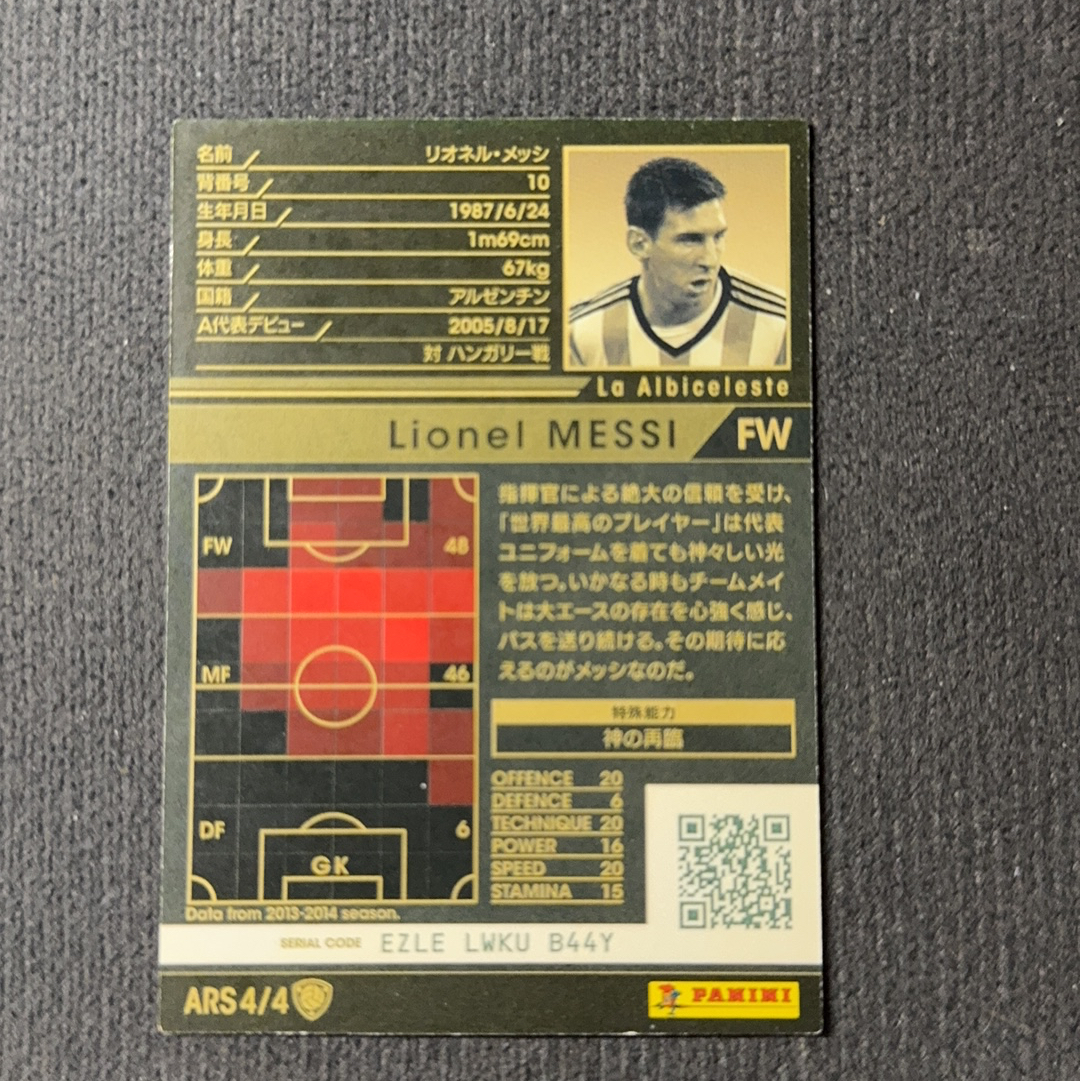 名前 リオネル・メッシ
背番号 10
生年月日 1987/6/24
身長 1m69cm
体重 67kg
国籍 アルゼンチン
A代表デビュー 2005/8/17
対 ハンガリー戦
La Albiceleste
Lionel MESSI FW
FW 48
MF 46
DF 6
GK
Data from 2013-2014 season.
指揮官による絶大の信頼を受け、
「世界最高のプレイヤー」は代表
ユニフォームを着ても神々しい光
を放つ。いかなる時もチームメイ
トは大エースの存在を心強く感じ、
パスを送り続ける。その期待に応
えるのがメッシなのだ。
特殊能力
神の再臨
OFFENCE 20
DEFENCE 6
TECHNIQUE 20
POWER 16
SPEED 20
STAMINA 15
SERIAL CODE EZLE LWKU B44Y
ARS4/4
PANINI